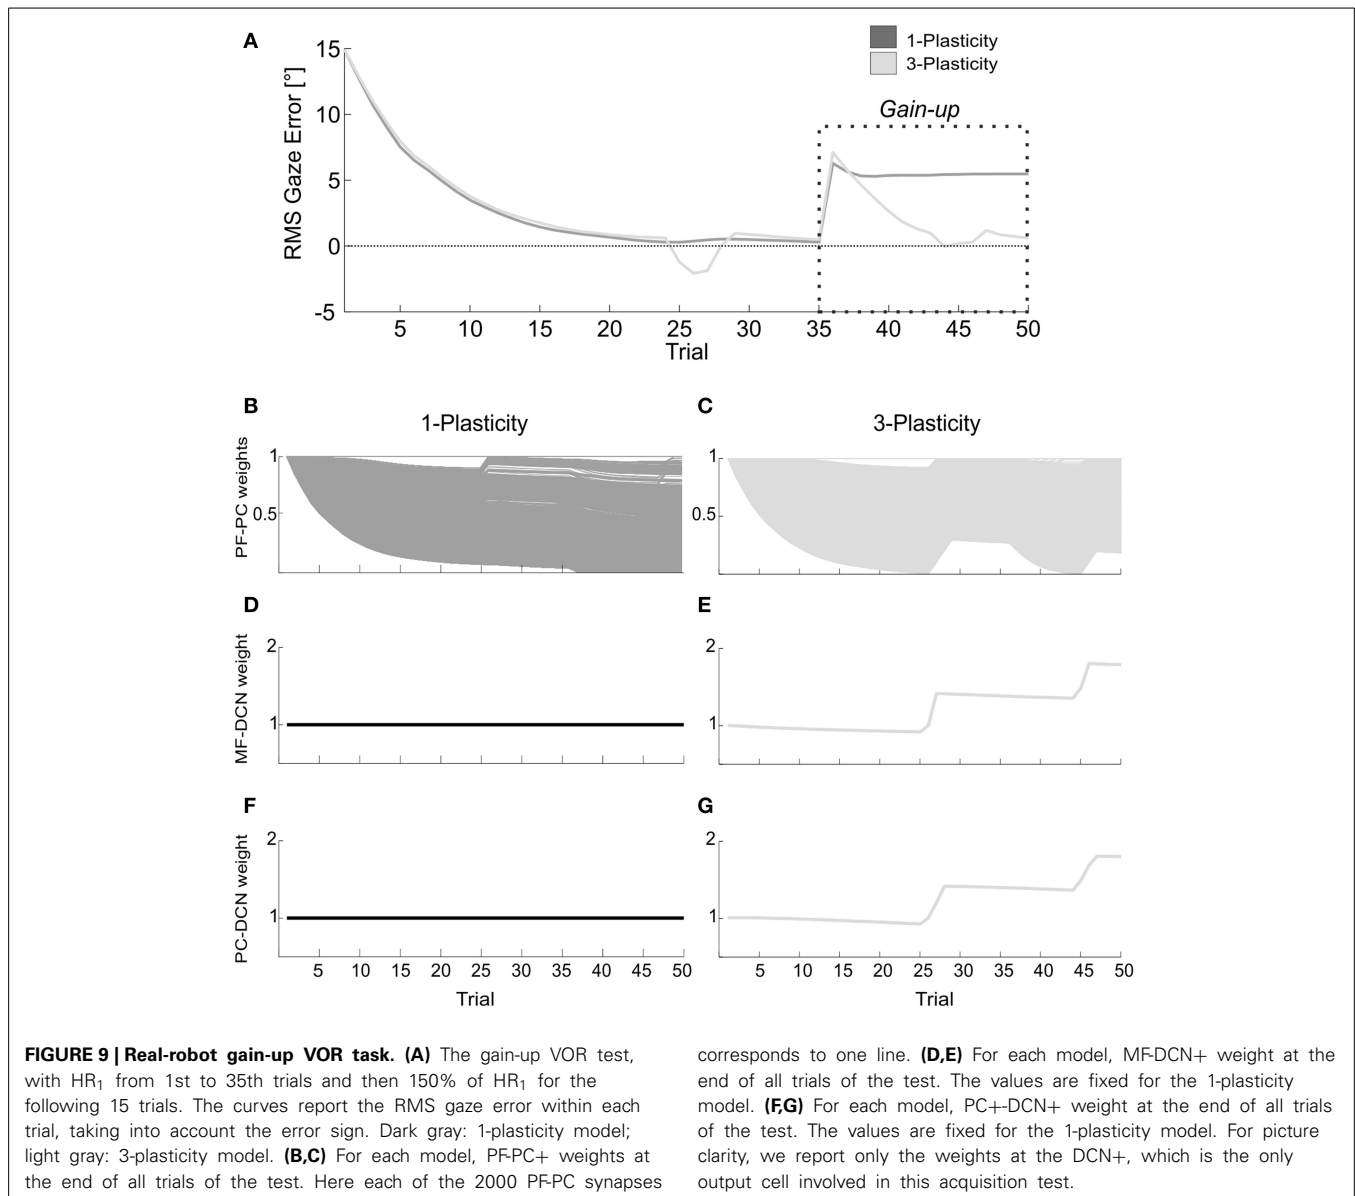 A
1-Plasticity
3-Plasticity
Gain-up
RMS Gaze Error [°]
15
10
5
0
-5
5 10 15 20 25 30 35 40 45 50
Trial
B
1-Plasticity
C
3-Plasticity
PF-PC weights
1
0.5
1
0.5
D
E
MF-DCN weight
2
1
2
1
F
G
PC-DCN weight
2
1
2
1
5 10 15 20 25 30 35 40 45 50
5 10 15 20 25 30 35 40 45 50
Trial
Trial
FIGURE 9 | Real-robot gain-up VOR task. (A) The gain-up VOR test,
with HR₁ from 1st to 35th trials and then 150% of HR₁ for the
following 15 trials. The curves report the RMS gaze error within each
trial, taking into account the error sign. Dark gray: 1-plasticity model;
light gray: 3-plasticity model. (B,C) For each model, PF-PC+ weights at
the end of all trials of the test. Here each of the 2000 PF-PC synapses
corresponds to one line. (D,E) For each model, MF-DCN+ weight at the
end of all trials of the test. The values are fixed for the 1-plasticity
model. (F,G) For each model, PC+-DCN+ weight at the end of all trials
of the test. The values are fixed for the 1-plasticity model. For picture
clarity, we report only the weights at the DCN+, which is the only
output cell involved in this acquisition test.